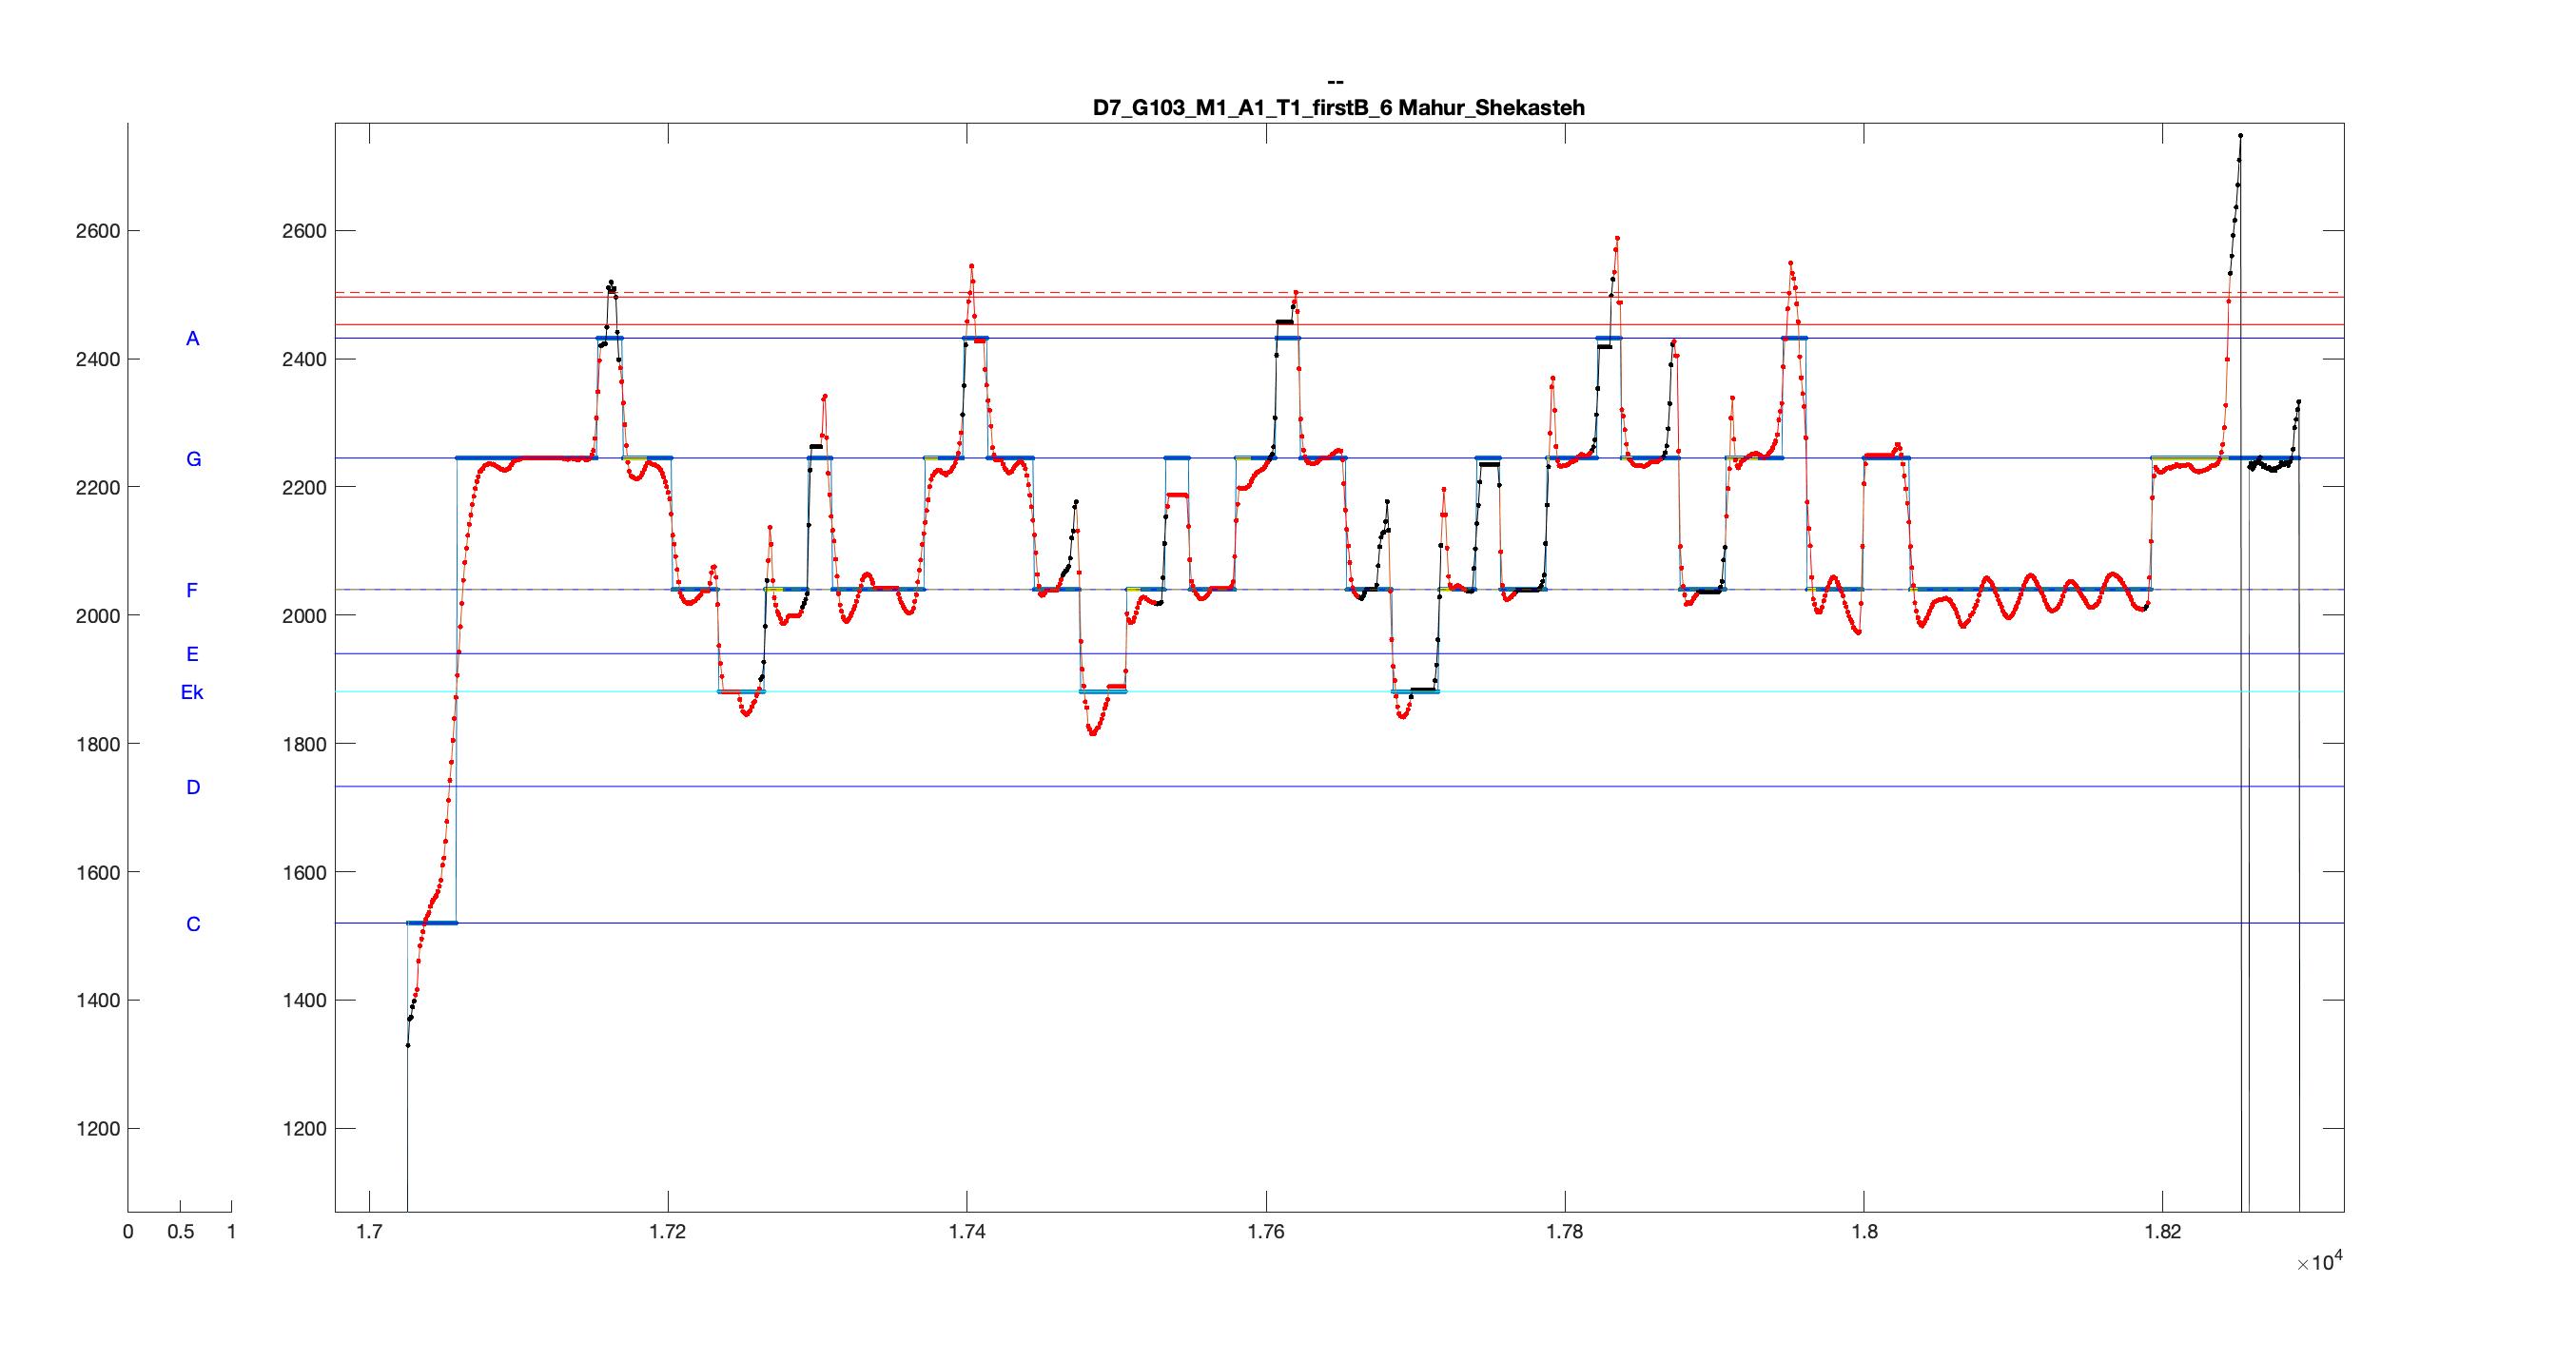 --
D7_G103_M1_A1_T1_firstB_6 Mahur_Shekasteh
2600 2600
A
2400 2400
G
2200 2200
F
2000 2000
E
Ek
1800 1800
D
1600 1600
C
1400 1400
1200 1200
0 0.5 1 1.7 1.72 1.74 1.76 1.78 1.8 1.82
×10⁴